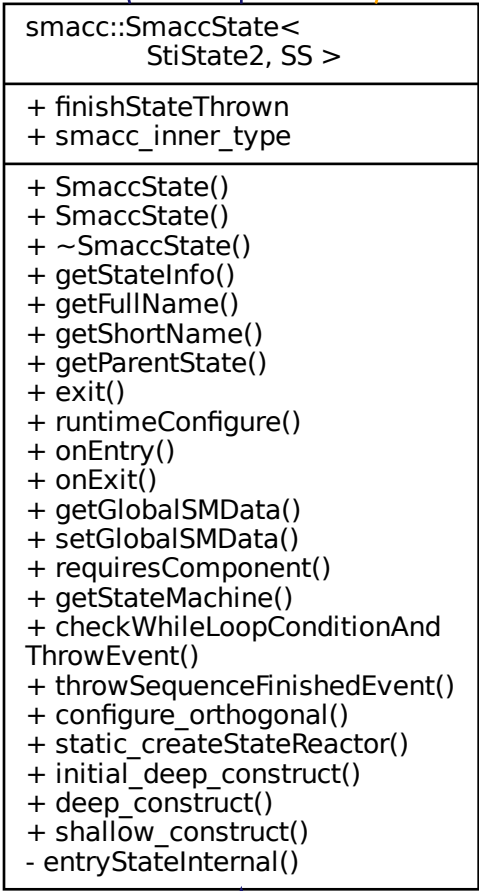 smacc::SmaccState<
StiState2, SS >
+ finishStateThrown
+ smacc_inner_type
+ SmaccState()
+ SmaccState()
+ ~SmaccState()
+ getStateInfo()
+ getFullName()
+ getShortName()
+ getParentState()
+ exit()
+ runtimeConfigure()
+ onEntry()
+ onExit()
+ getGlobalSMData()
+ setGlobalSMData()
+ requiresComponent()
+ getStateMachine()
+ checkWhileLoopConditionAnd
ThrowEvent()
+ throwSequenceFinishedEvent()
+ configure_orthogonal()
+ static_createStateReactor()
+ initial_deep_construct()
+ deep_construct()
+ shallow_construct()
- entryStateInternal()